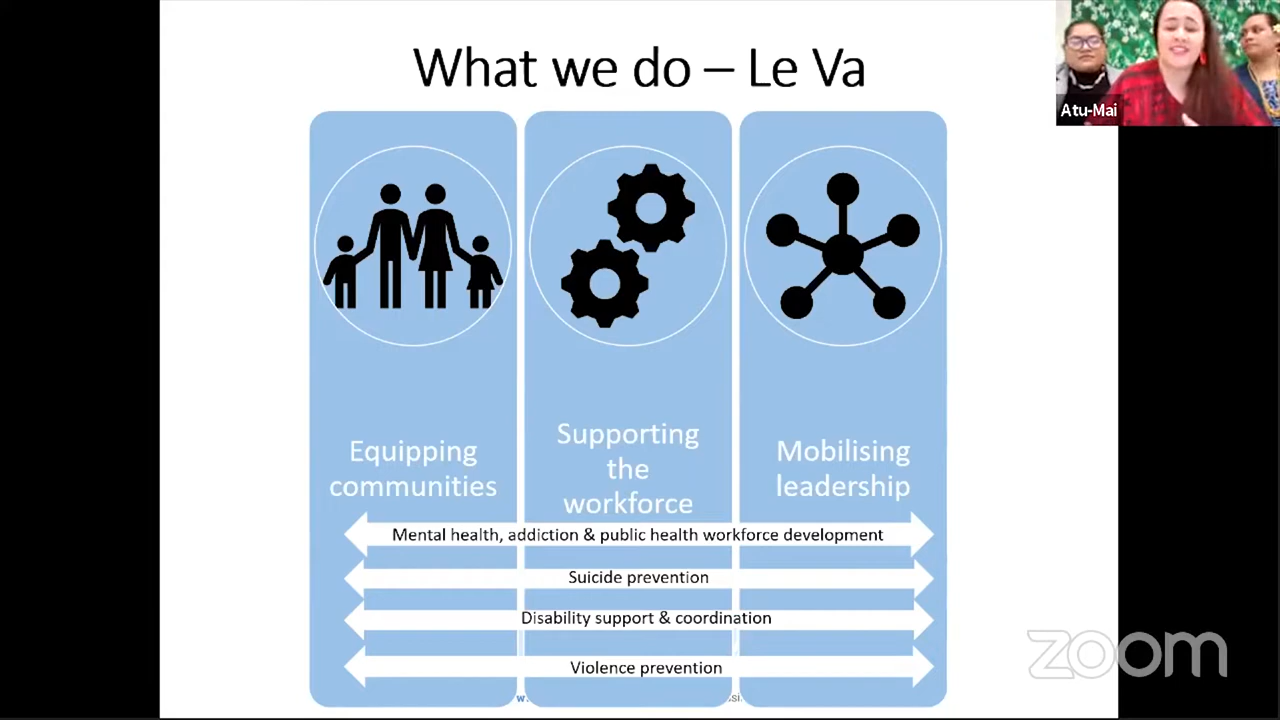 What we do – Le Va
Atu-Mai
Equipping
communities
Supporting
the
workforce
Mobilising
leadership
Mental health, addiction & public health workforce development
Suicide prevention
Disability support & coordination
Violence prevention
zoom